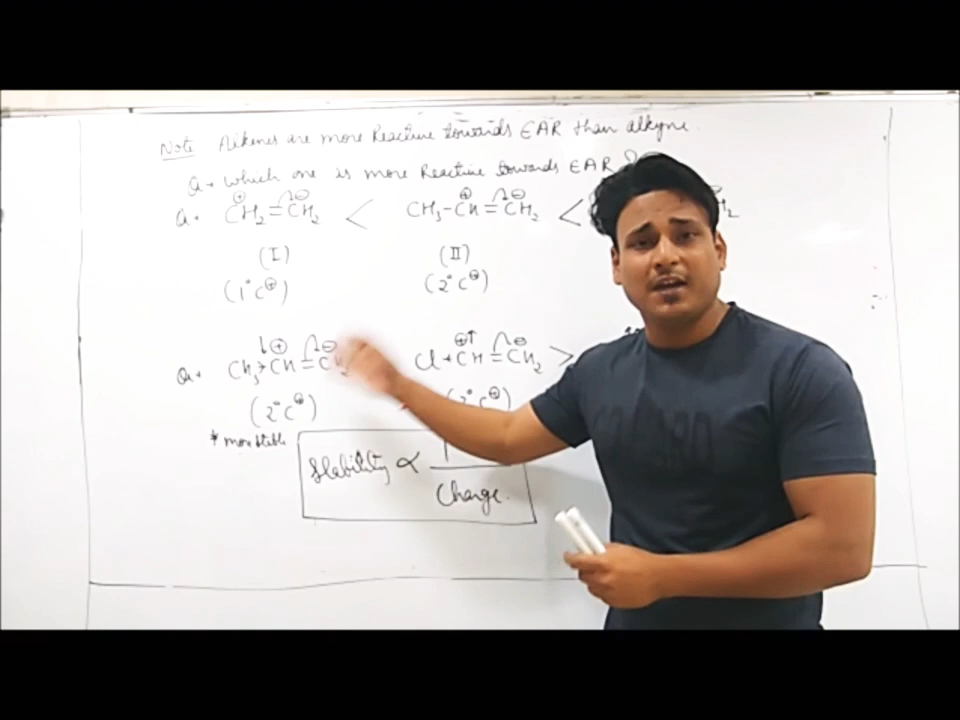 Note Alkenes are more Reactive towards EAR than alkyne.
Q→ which one is more Reactive towards EAR ?
Q→ ⊕CH₂=CH₂⊖ < CH₃-CH⊕=CH₂⊖ <
(I) (II)
(1° C⊕) (2° C⊕)
Q→ CH₃→CH⊕=C⊖ Cl←CH⊕=CH₂⊖ >
(2° C⊕) (2° C⊕)
* more stable
Stability ∝ 1
Charge.